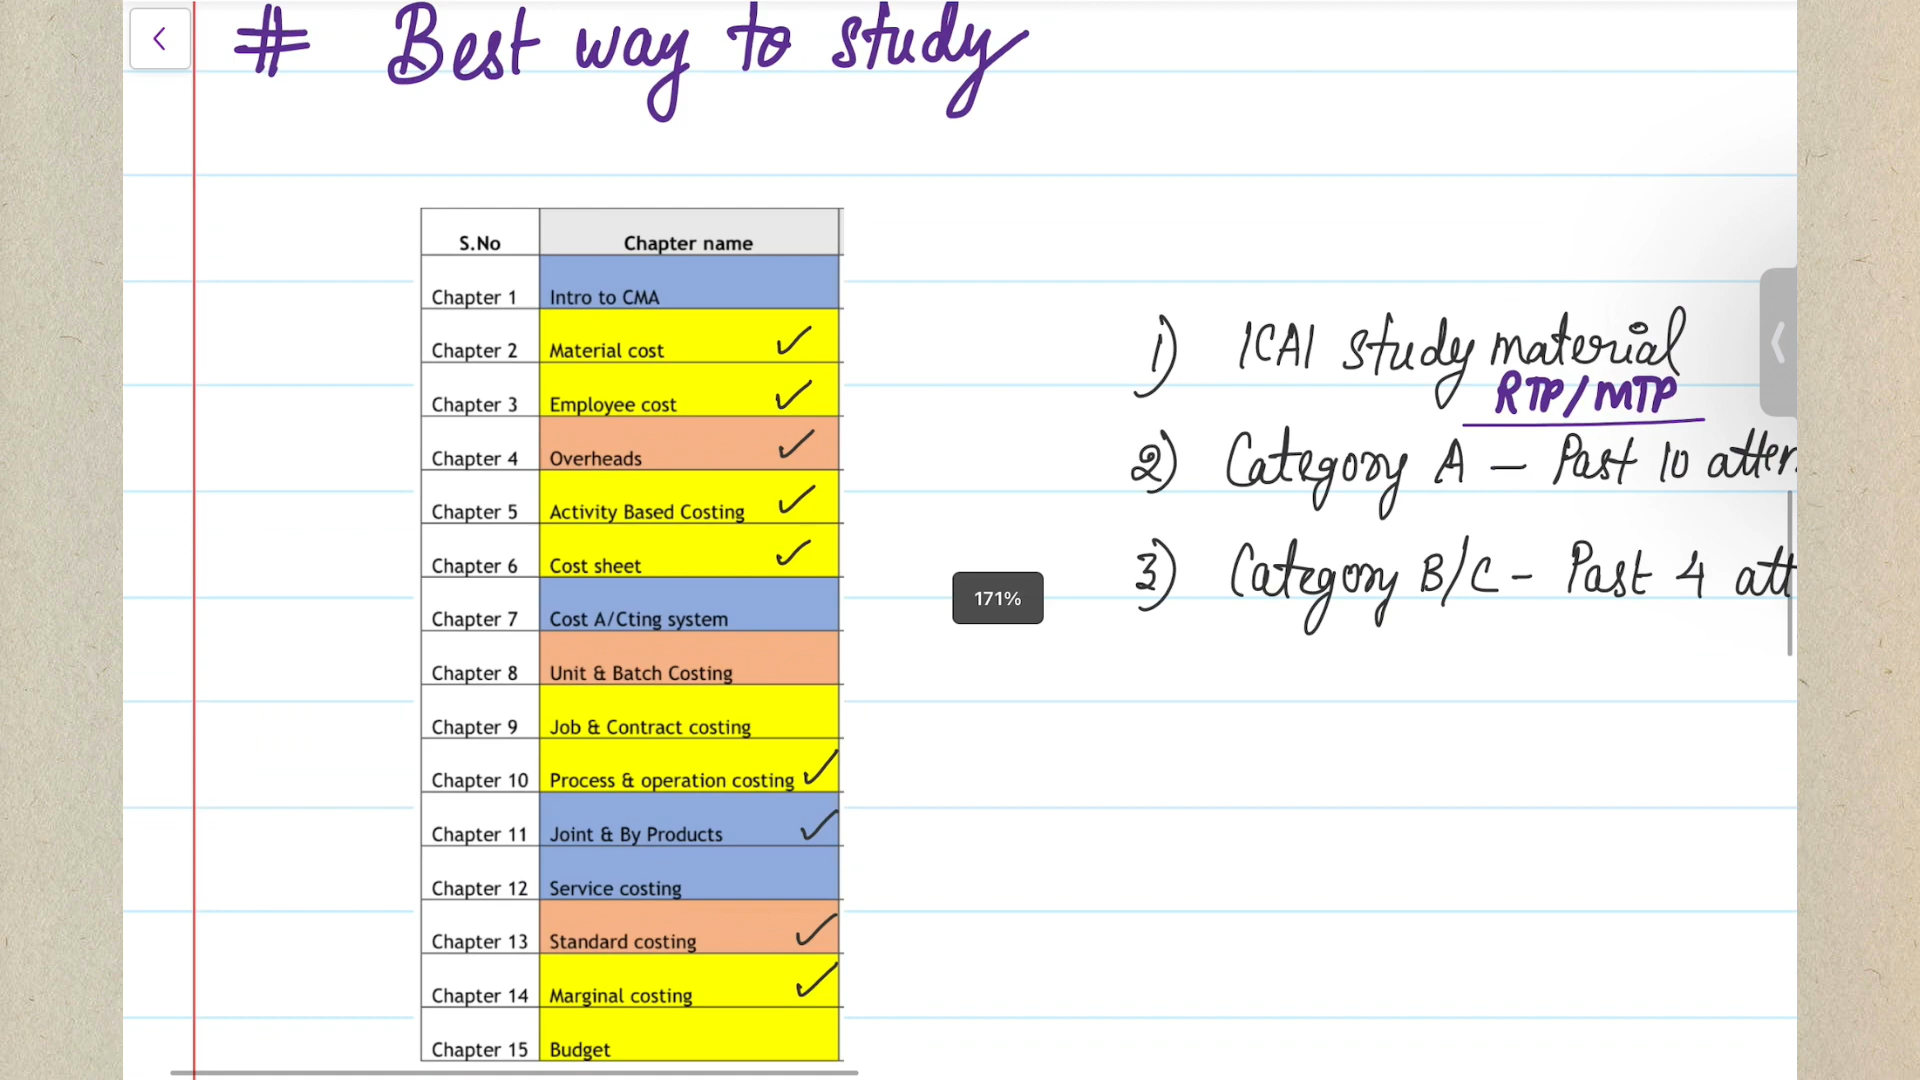 # Best way to study
S.No Chapter name
Chapter 1 Intro to CMA
Chapter 2 Material cost
Chapter 3 Employee cost
Chapter 4 Overheads
Chapter 5 Activity Based Costing
Chapter 6 Cost sheet
Chapter 7 Cost A/Cting system
Chapter 8 Unit & Batch Costing
Chapter 9 Job & Contract costing
Chapter 10 Process & operation costing
Chapter 11 Joint & By Products
Chapter 12 Service costing
Chapter 13 Standard costing
Chapter 14 Marginal costing
Chapter 15 Budget
171%
1) ICAI study material
RTP/MTP
2) Category A - Past 10
3) Category B/C - Past 4